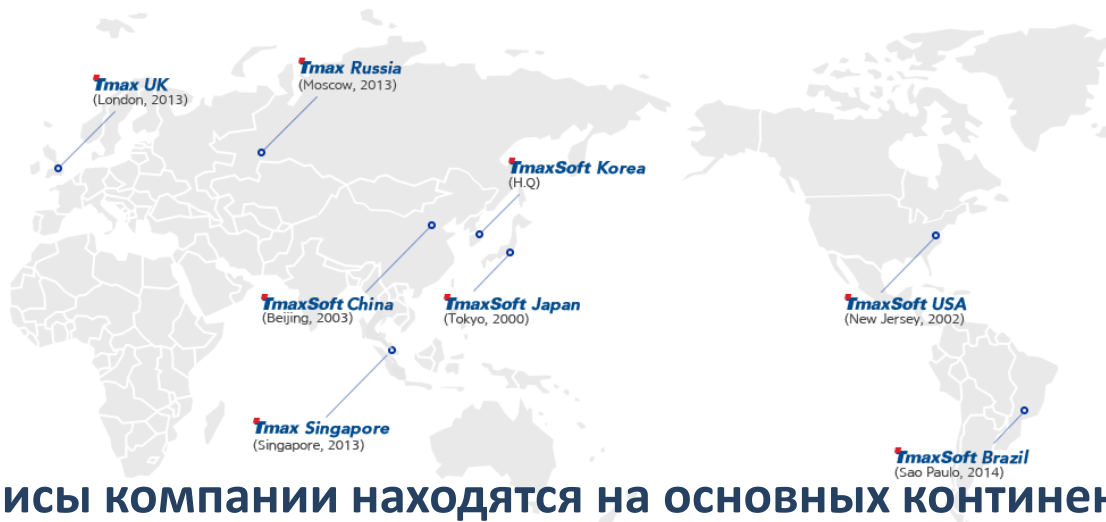 Tmax UK
(London, 2013)
Tmax Russia
(Moscow, 2013)
TmaxSoft Korea
(H.Q)
TmaxSoft China
(Beijing, 2003)
TmaxSoft Japan
(Tokyo, 2000)
TmaxSoft USA
(New Jersey, 2002)
Tmax Singapore
(Singapore, 2013)
TmaxSoft Brazil
(Sao Paulo, 2014)
исы компании находятся на основных континен